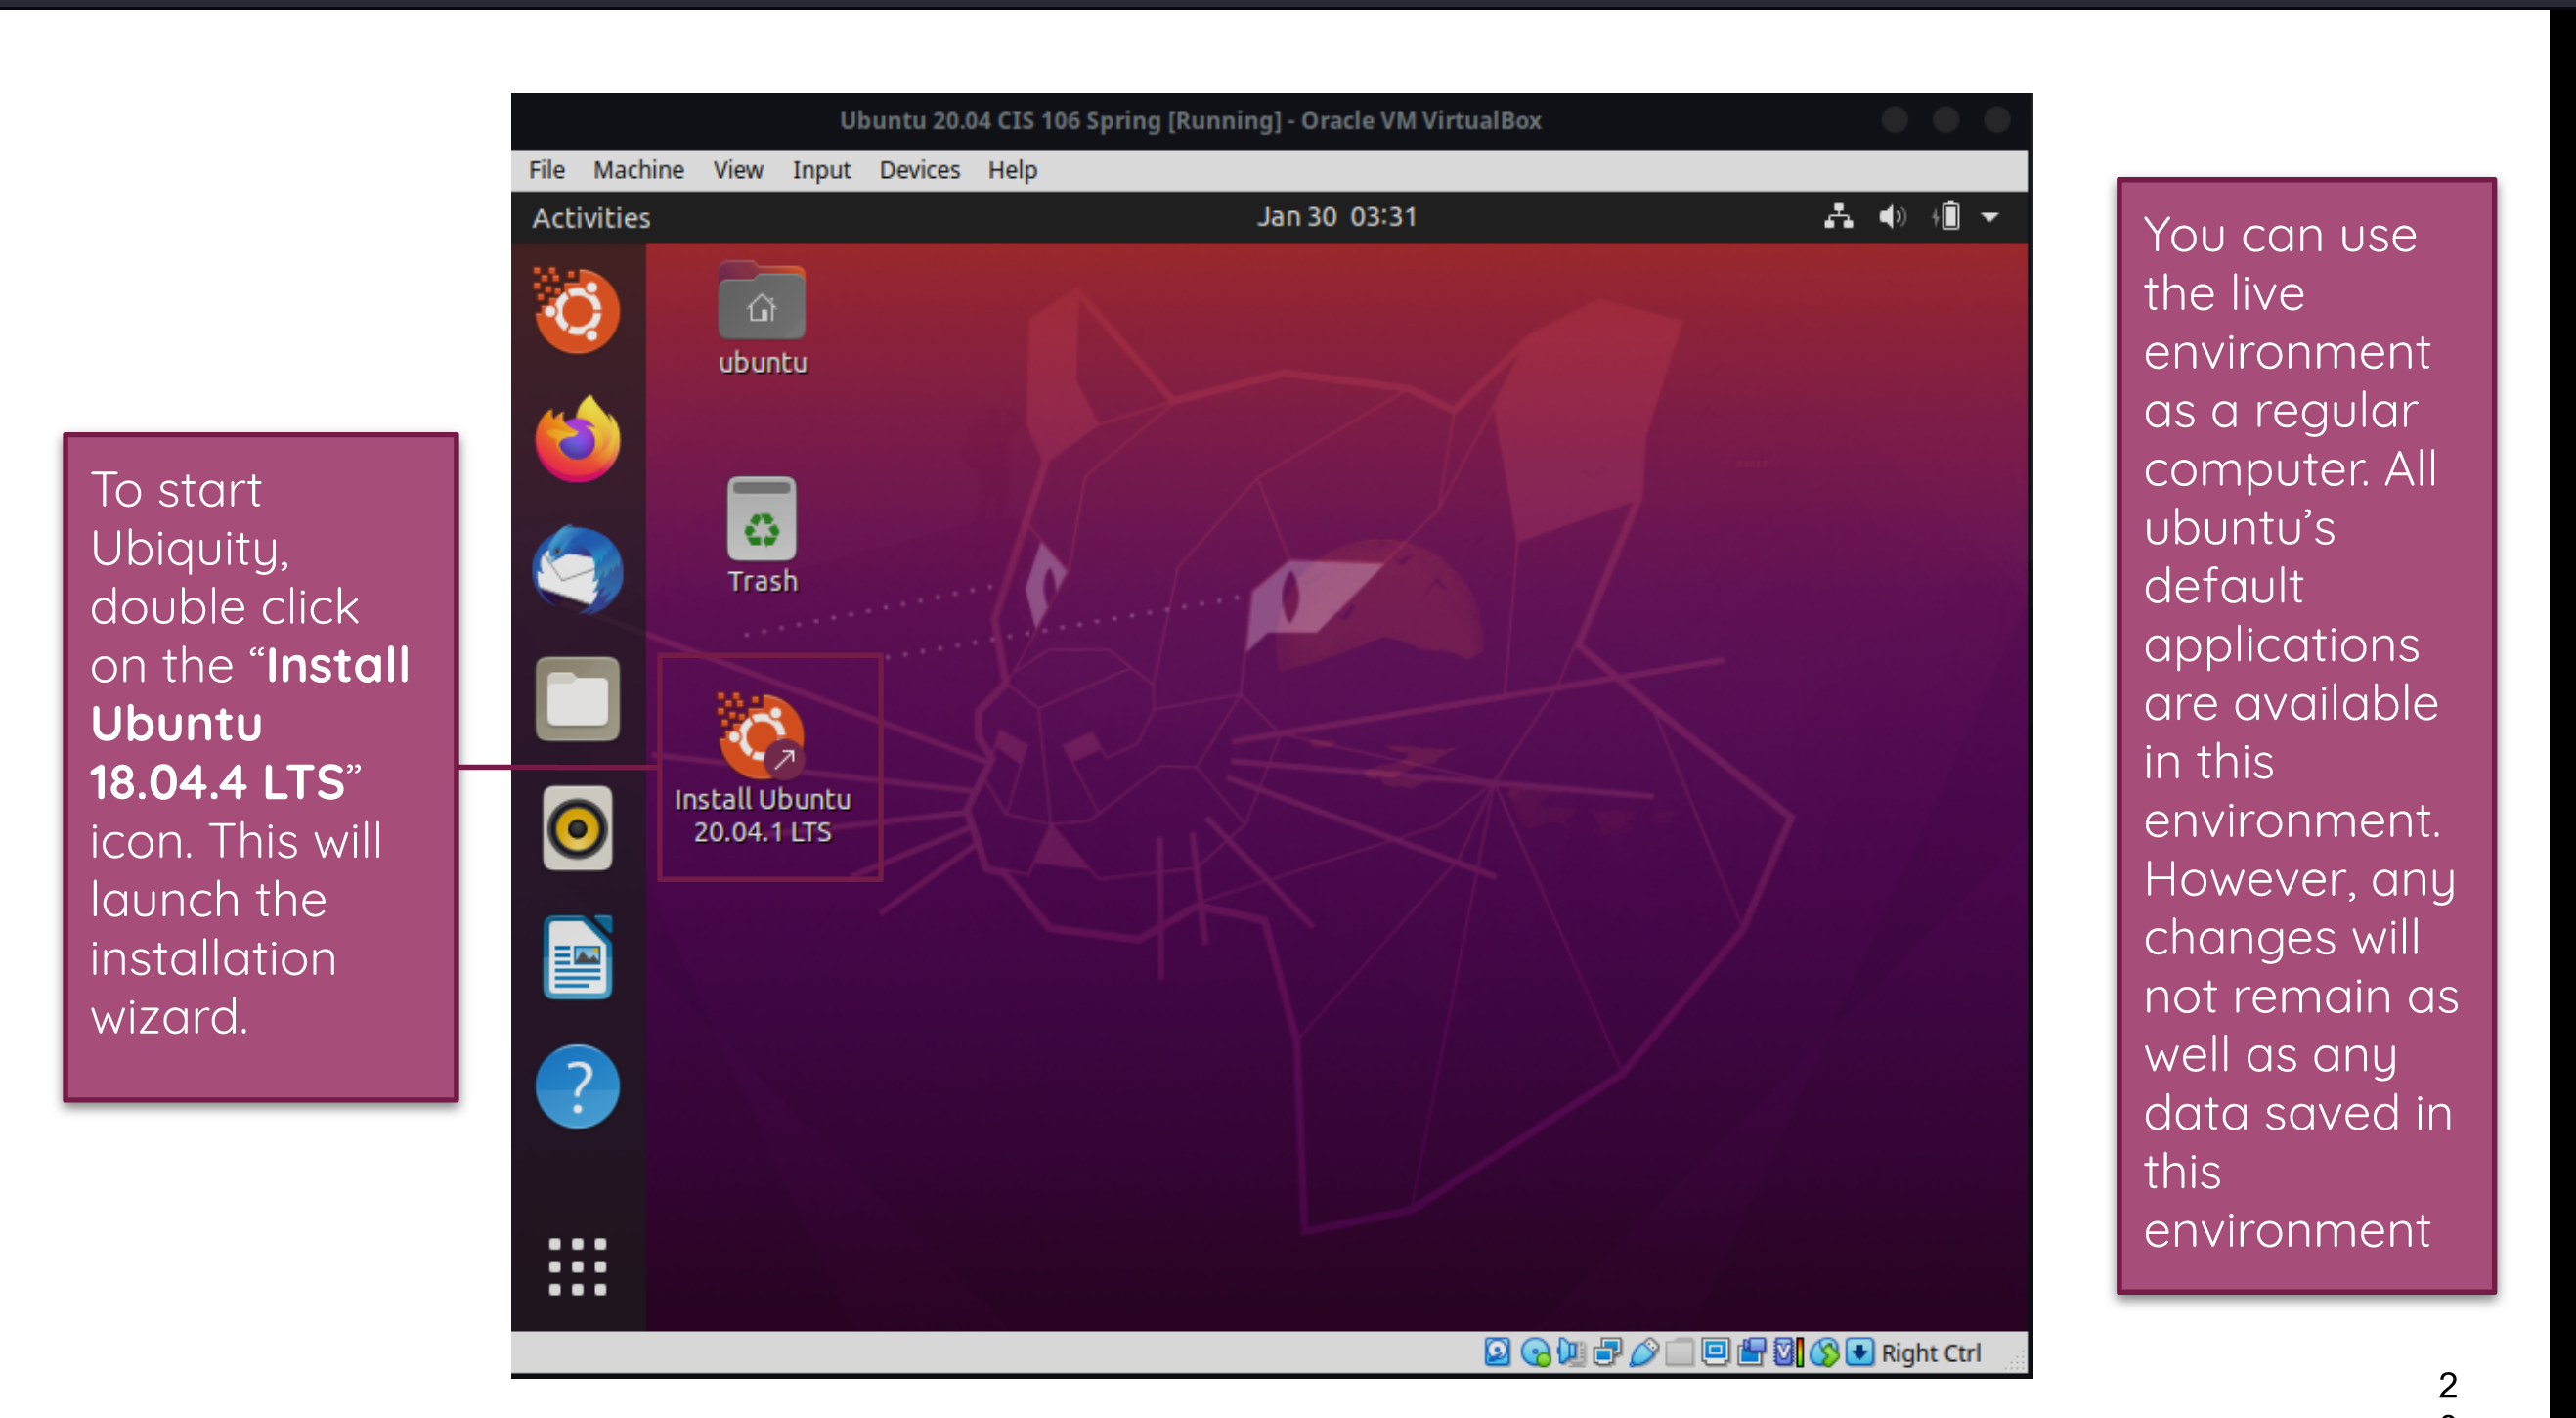 Ubuntu 20.04 CIS 106 Spring [Running] - Oracle VM VirtualBox
File Machine View Input Devices Help
Activities
Jan 30 03:31
ubuntu
Trash
Install Ubuntu
20.04.1 LTS
Right Ctrl
To start
Ubiquity,
double click
on the “Install
Ubuntu
18.04.4 LTS”
icon. This will
launch the
installation
wizard.
You can use
the live
environment
as a regular
computer. All
ubuntu’s
default
applications
are available
in this
environment.
However, any
changes will
not remain as
well as any
data saved in
this
environment
2